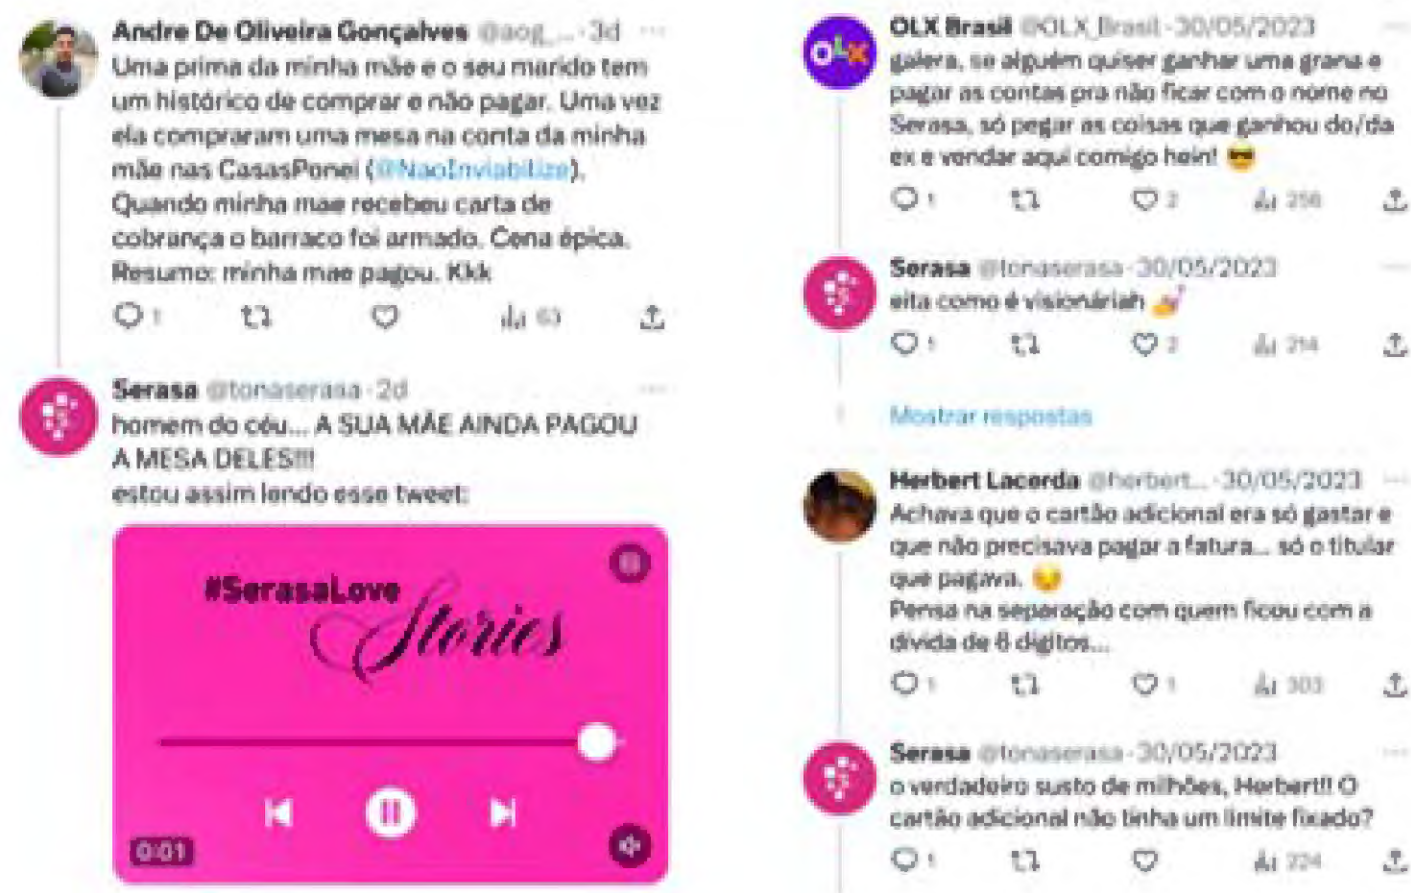 Andre De Oliveira Gonçalves @aog_... · 3d
Uma prima da minha mãe e o seu marido tem
um histórico de comprar e não pagar. Uma vez
ela compraram uma mesa na conta da minha
mãe nas CasasPonei (@NaoInviabilize).
Quando minha mae recebeu carta de
cobrança o barraco foi armado. Cena épica.
Resumo: minha mae pagou. Kkk
1 63
Serasa @tonaserasa · 2d
homem do céu... A SUA MÃE AINDA PAGOU
A MESA DELES!!!
estou assim lendo esse tweet:
#SerasaLove
Stories
0:01
OLX
OLX Brasil @OLX_Brasil · 30/05/2023
galera, se alguém quiser ganhar uma grana e
pagar as contas pra não ficar com o nome no
Serasa, só pegar as coisas que ganhou do/da
ex e vendar aqui comigo hein! 😎
1 2 256
Serasa @tonaserasa · 30/05/2023
eita como é visionáriah 💅
1 2 214
Mostrar respostas
Herbert Lacerda @herbert... · 30/05/2023
Achava que o cartão adicional era só gastar e
que não precisava pagar a fatura... só o titular
que pagava.
Pensa na separação com quem ficou com a
dívida de 6 dígitos...
1 1 303
Serasa @tonaserasa · 30/05/2023
o verdadeiro susto de milhões, Herbert!! O
cartão adicional não tinha um limite fixado?
1 224